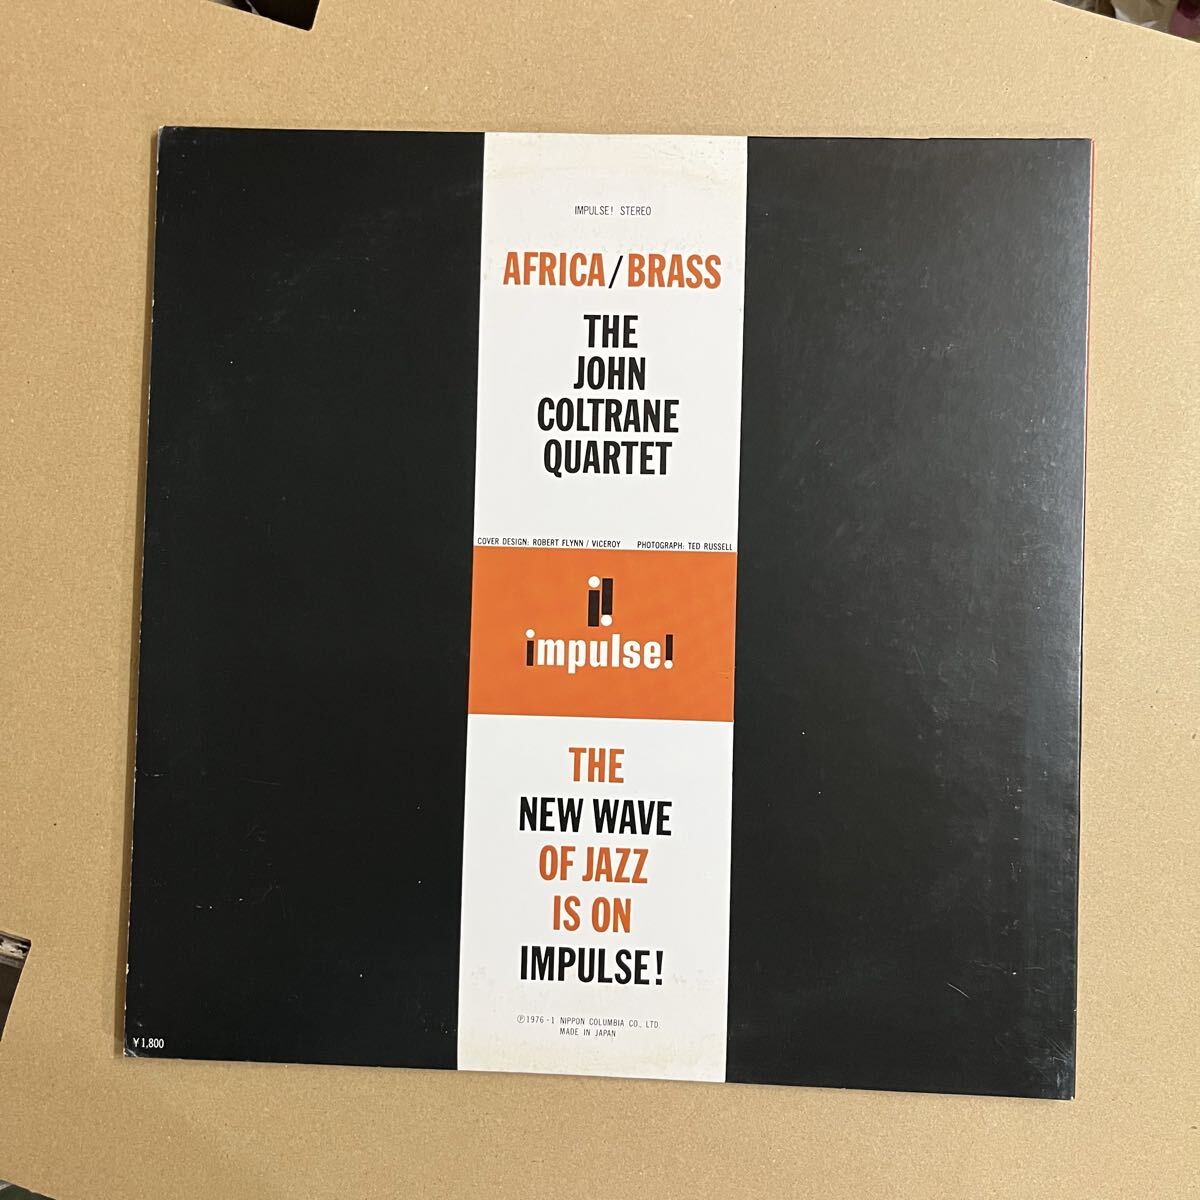 IMPULSE! STEREO
AFRICA/BRASS
THE
JOHN
COLTRANE
QUARTET
COVER DESIGN: ROBERT FLYNN / VICEROY PHOTOGRAPH: TED RUSSELL
i!
impulse!
THE
NEW WAVE
OF JAZZ
IS ON
IMPULSE!
Ⓟ1976-1 NIPPON COLUMBIA CO., LTD.
MADE IN JAPAN
¥1,800